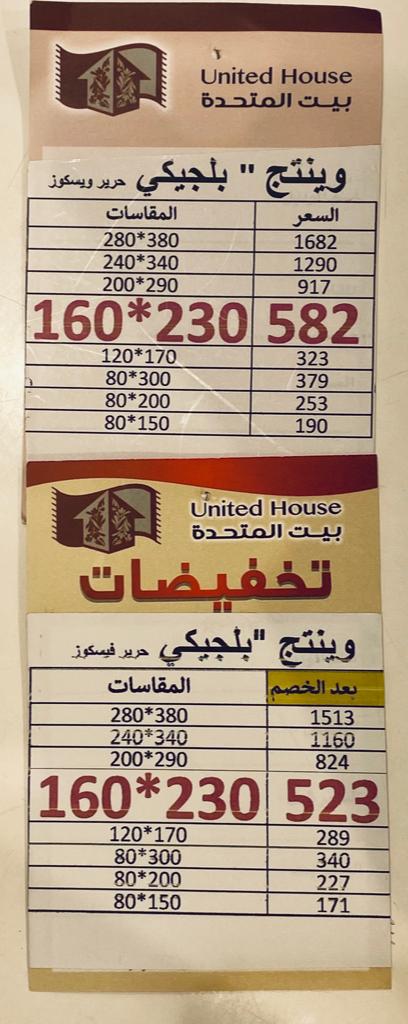 United House
بيت المتحدة
وينتج " بلجيكي حرير ويسكوز
السعر المقاسات
1682 280*380
1290 240*340
917 200*290
582 160*230
323 120*170
379 80*300
253 80*200
190 80*150
United House
بيت المتحدة
تخفيضات
وينتج "بلجيكي حرير فيسكوز
بعد الخصم المقاسات
1513 280*380
1160 240*340
824 200*290
523 160*230
289 120*170
340 80*300
227 80*200
171 80*150